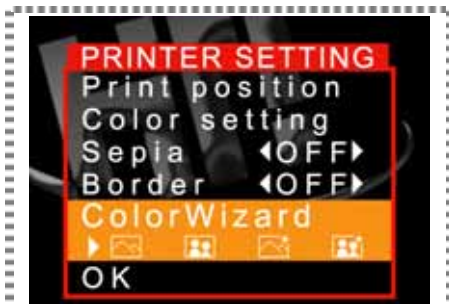 PRINTER SETTING
Print position
Color setting
Sepia ◀OFF▶
Border ◀OFF▶
ColorWizard
OK